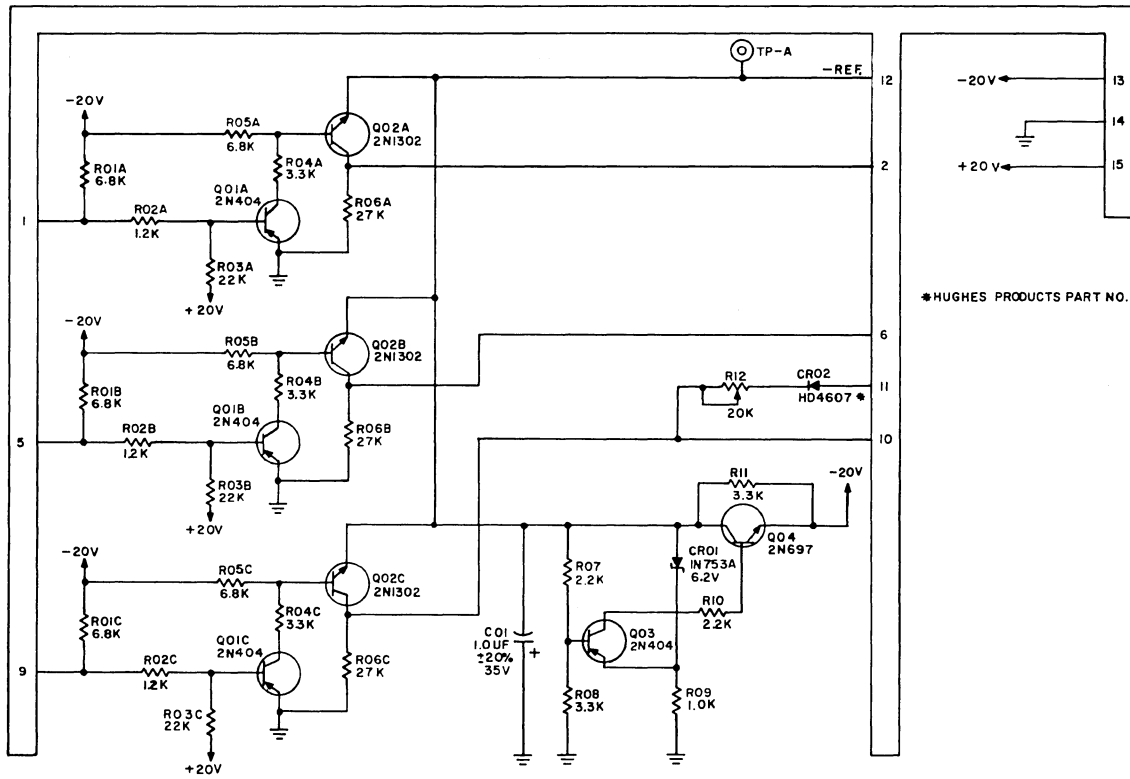 TP-A
-REF.
12
-20V
13
14
+20V
15
-20V
R05A
6.8K
Q02A
2N1302
R01A
6.8K
R04A
3.3K
2
Q01A
2N404
R06A
27K
1
R02A
1.2K
R03A
22K
+20V
*HUGHES PRODUCTS PART NO.
-20V
R05B
6.8K
Q02B
2N1302
6
R01B
6.8K
R04B
3.3K
R12
20K
CR02
HD4607 *
11
Q01B
2N404
R06B
27K
10
5
R02B
1.2K
R03B
22K
+20V
R11
3.3K
-20V
Q04
2N697
-20V
R05C
6.8K
Q02C
2N1302
R07
2.2K
CR01
1N753A
6.2V
R01C
6.8K
R04C
3.3K
R10
2.2K
Q01C
2N404
C01
1.0UF
±20%
35V
+
Q03
2N404
9
R02C
1.2K
R06C
27K
R08
3.3K
R09
1.0K
R03C
22K
+20V